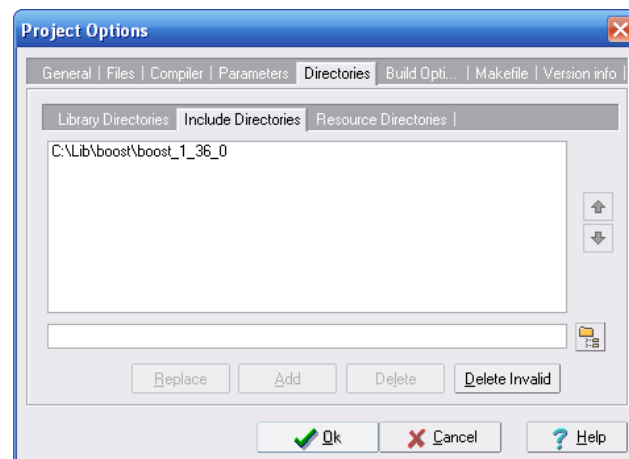 Project Options
General | Files | Compiler | Parameters Directories Build Opti... | Makefile | Version info |
Library Directories Include Directories Resource Directories |
C:\Lib\boost\boost_1_36_0
Replace Add Delete Delete Invalid
Ok Cancel Help